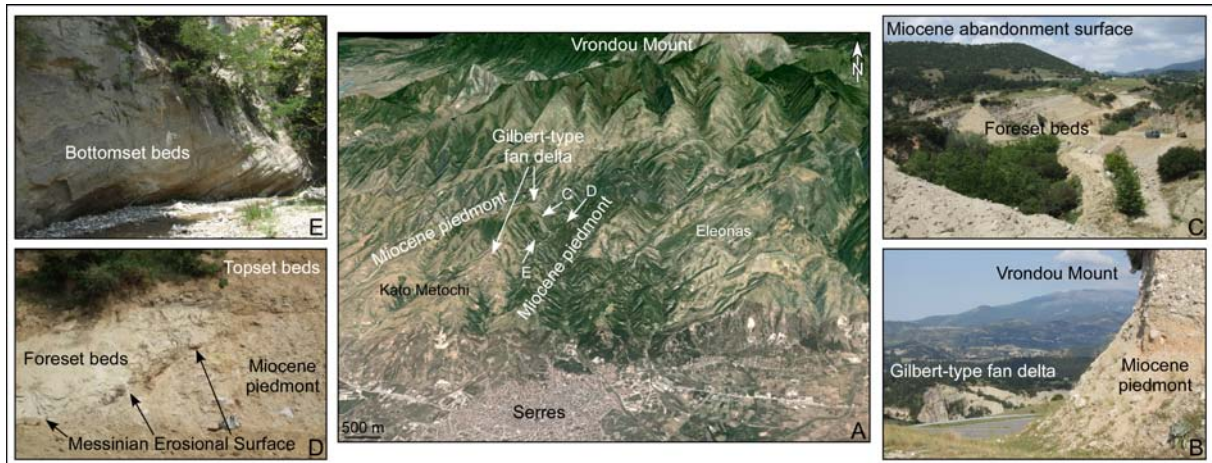 Bottomset beds
E
Topset beds
Foreset beds
Miocene
piedmont
Messinian Erosional Surface
D
Vrondou Mount
N
Gilbert-type
fan delta
C
D
E
Miocene piedmont
Miocene piedmont
Eleonas
Kato Metochi
Serres
500 m
A
Miocene abandonment surface
Foreset beds
C
Vrondou Mount
Gilbert-type fan delta
Miocene
piedmont
B